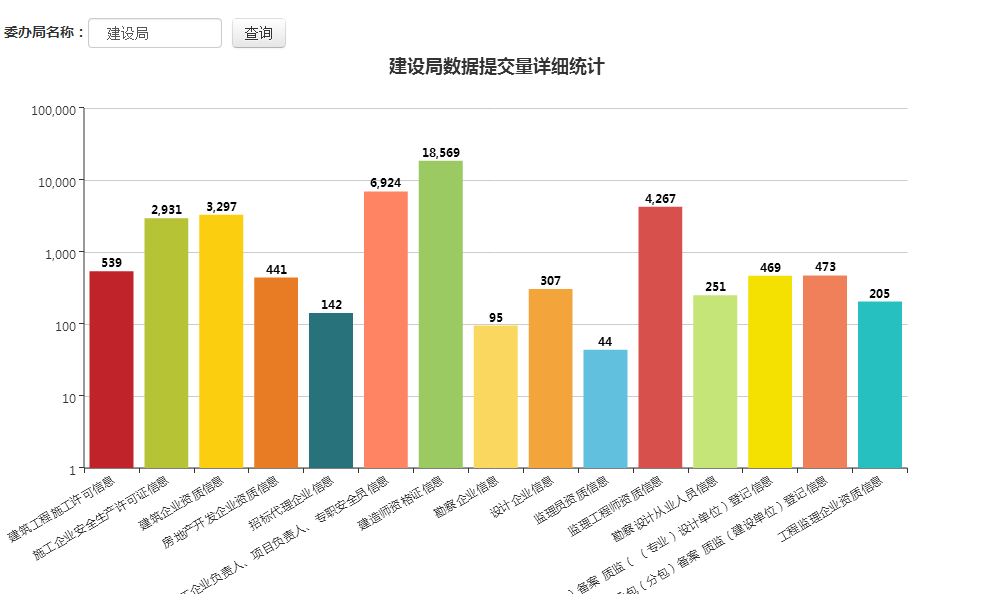 委办局名称：
建设局
查询
建设局数据提交量详细统计
100,000
10,000
1,000
100
10
1
539
2,931
3,297
441
142
6,924
18,569
95
307
44
4,267
251
469
473
205
建筑工程施工许可信息
施工企业安全生产许可证信息
建筑企业资质信息
房地产开发企业资质信息
招标代理企业信息
工企业负责人、项目负责人、专职安全员信息
建造师资格证信息
勘察企业信息
设计企业信息
监理员资质信息
监理工程师资质信息
勘察设计从业人员信息
）备案 质监（（专业）设计单位）登记信息
包（分包）备案 质监（建设单位）登记信息
工程监理企业资质信息